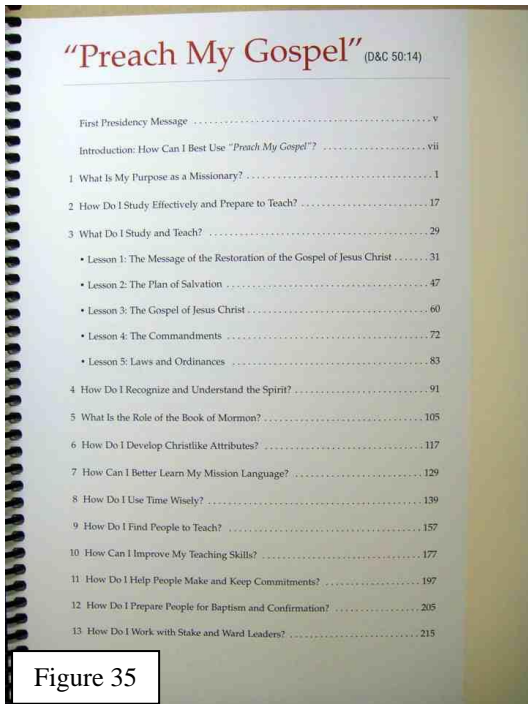 “Preach My Gospel” (D&C 50:14)
First Presidency Message . . . . . . . . . . . . . . . . . . . . . . . . . . . . . . . . . . . . . . . . . . . . v
Introduction: How Can I Best Use “Preach My Gospel”? . . . . . . . . . . . . . . . . . . . . vii
1 What Is My Purpose as a Missionary? . . . . . . . . . . . . . . . . . . . . . . . . . . . . . . . . . . 1
2 How Do I Study Effectively and Prepare to Teach? . . . . . . . . . . . . . . . . . . . . . . . 17
3 What Do I Study and Teach? . . . . . . . . . . . . . . . . . . . . . . . . . . . . . . . . . . . . . . . . 29
• Lesson 1: The Message of the Restoration of the Gospel of Jesus Christ . . . . . . . 31
• Lesson 2: The Plan of Salvation . . . . . . . . . . . . . . . . . . . . . . . . . . . . . . . . . . . . . 47
• Lesson 3: The Gospel of Jesus Christ . . . . . . . . . . . . . . . . . . . . . . . . . . . . . . . . . 60
• Lesson 4: The Commandments . . . . . . . . . . . . . . . . . . . . . . . . . . . . . . . . . . . . . 72
• Lesson 5: Laws and Ordinances . . . . . . . . . . . . . . . . . . . . . . . . . . . . . . . . . . . . 83
4 How Do I Recognize and Understand the Spirit? . . . . . . . . . . . . . . . . . . . . . . . . . 91
5 What Is the Role of the Book of Mormon? . . . . . . . . . . . . . . . . . . . . . . . . . . . . . 105
6 How Do I Develop Christlike Attributes? . . . . . . . . . . . . . . . . . . . . . . . . . . . . . 117
7 How Can I Better Learn My Mission Language? . . . . . . . . . . . . . . . . . . . . . . . . . 129
8 How Do I Use Time Wisely? . . . . . . . . . . . . . . . . . . . . . . . . . . . . . . . . . . . . . . . 139
9 How Do I Find People to Teach? . . . . . . . . . . . . . . . . . . . . . . . . . . . . . . . . . . . . 157
10 How Can I Improve My Teaching Skills? . . . . . . . . . . . . . . . . . . . . . . . . . . . . . 177
11 How Do I Help People Make and Keep Commitments? . . . . . . . . . . . . . . . . . . . 197
12 How Do I Prepare People for Baptism and Confirmation? . . . . . . . . . . . . . . . . . 205
13 How Do I Work with Stake and Ward Leaders? . . . . . . . . . . . . . . . . . . . . . . . . . 215
Figure 35